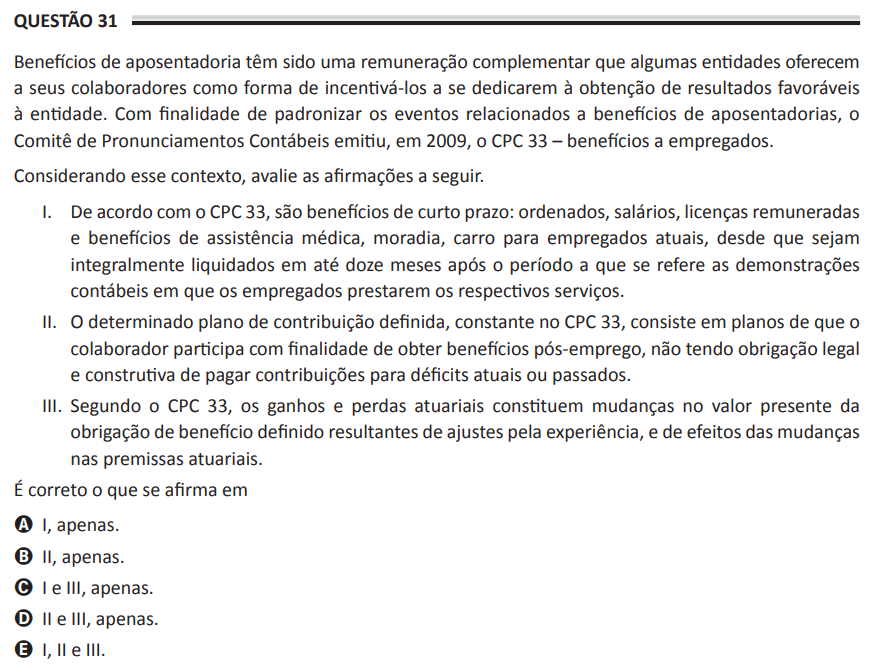 QUESTÃO 31
Benefícios de aposentadoria têm sido uma remuneração complementar que algumas entidades oferecem
a seus colaboradores como forma de incentivá-los a se dedicarem à obtenção de resultados favoráveis
à entidade. Com finalidade de padronizar os eventos relacionados a benefícios de aposentadorias, o
Comitê de Pronunciamentos Contábeis emitiu, em 2009, o CPC 33 – benefícios a empregados.
Considerando esse contexto, avalie as afirmações a seguir.
I. De acordo com o CPC 33, são benefícios de curto prazo: ordenados, salários, licenças remuneradas
e benefícios de assistência médica, moradia, carro para empregados atuais, desde que sejam
integralmente liquidados em até doze meses após o período a que se refere as demonstrações
contábeis em que os empregados prestarem os respectivos serviços.
II. O determinado plano de contribuição definida, constante no CPC 33, consiste em planos de que o
colaborador participa com finalidade de obter benefícios pós-emprego, não tendo obrigação legal
e construtiva de pagar contribuições para déficits atuais ou passados.
III. Segundo o CPC 33, os ganhos e perdas atuariais constituem mudanças no valor presente da
obrigação de benefício definido resultantes de ajustes pela experiência, e de efeitos das mudanças
nas premissas atuariais.
É correto o que se afirma em
A I, apenas.
B II, apenas.
C I e III, apenas.
D II e III, apenas.
E I, II e III.